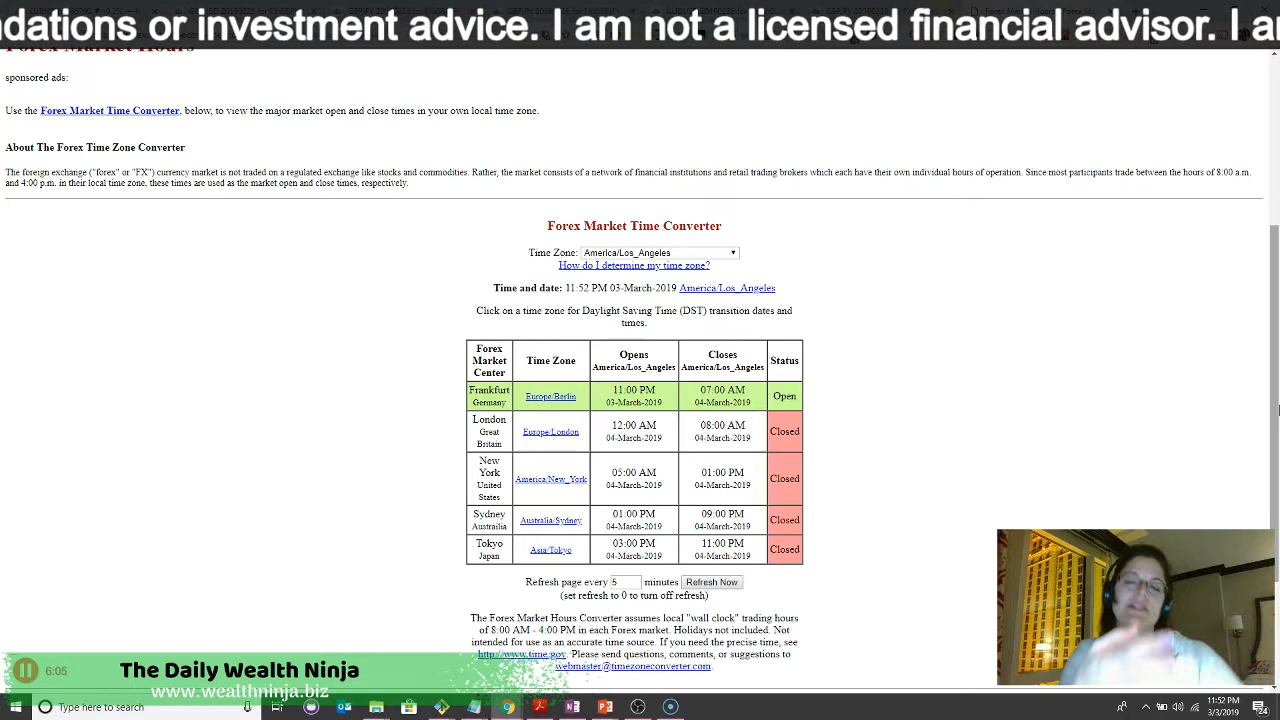 ndations or investment advice. I am not a licensed financial advisor. I a
Forex Market Hours
sponsored ads:
Use the Forex Market Time Converter, below, to view the major market open and close times in your own local time zone.
About The Forex Time Zone Converter
The foreign exchange ("forex" or "FX") currency market is not traded on a regulated exchange like stocks and commodities. Rather, the market consists of a network of financial institutions and retail trading brokers which each have their own individual hours of operation. Since most participants trade between the hours of 8:00 a.m.
and 4:00 p.m. in their local time zone, these times are used as the market open and close times, respectively.
Forex Market Time Converter
Time Zone: America/Los_Angeles
How do I determine my time zone?
Time and date: 11:52 PM 03-March-2019 America/Los_Angeles
Click on a time zone for Daylight Saving Time (DST) transition dates and
times.
Forex Market Center Time Zone Opens America/Los_Angeles Closes America/Los_Angeles Status
Frankfurt Germany Europe/Berlin 11:00 PM 03-March-2019 07:00 AM 04-March-2019 Open
London Great Britain Europe/London 12:00 AM 04-March-2019 08:00 AM 04-March-2019 Closed
New York United States America/New_York 05:00 AM 04-March-2019 01:00 PM 04-March-2019 Closed
Sydney Austrailia Australia/Sydney 01:00 PM 04-March-2019 09:00 PM 04-March-2019 Closed
Tokyo Japan Asia/Tokyo 03:00 PM 04-March-2019 11:00 PM 04-March-2019 Closed
Refresh page every 5 minutes Refresh Now
(set refresh to 0 to turn off refresh)
The Forex Market Hours Converter assumes local "wall clock" trading
hours of 8:00 AM - 4:00 PM in each Forex market. Holidays not included. Not
intended for use as an accurate time source. If you need the precise time, see
http://www.time.gov. Please send questions, comments, or suggestions to
webmaster@timezoneconverter.com.
6:05
The Daily Wealth Ninja
www.wealthninja.biz
Type here to search
11:52 PM
3/3/2019
24